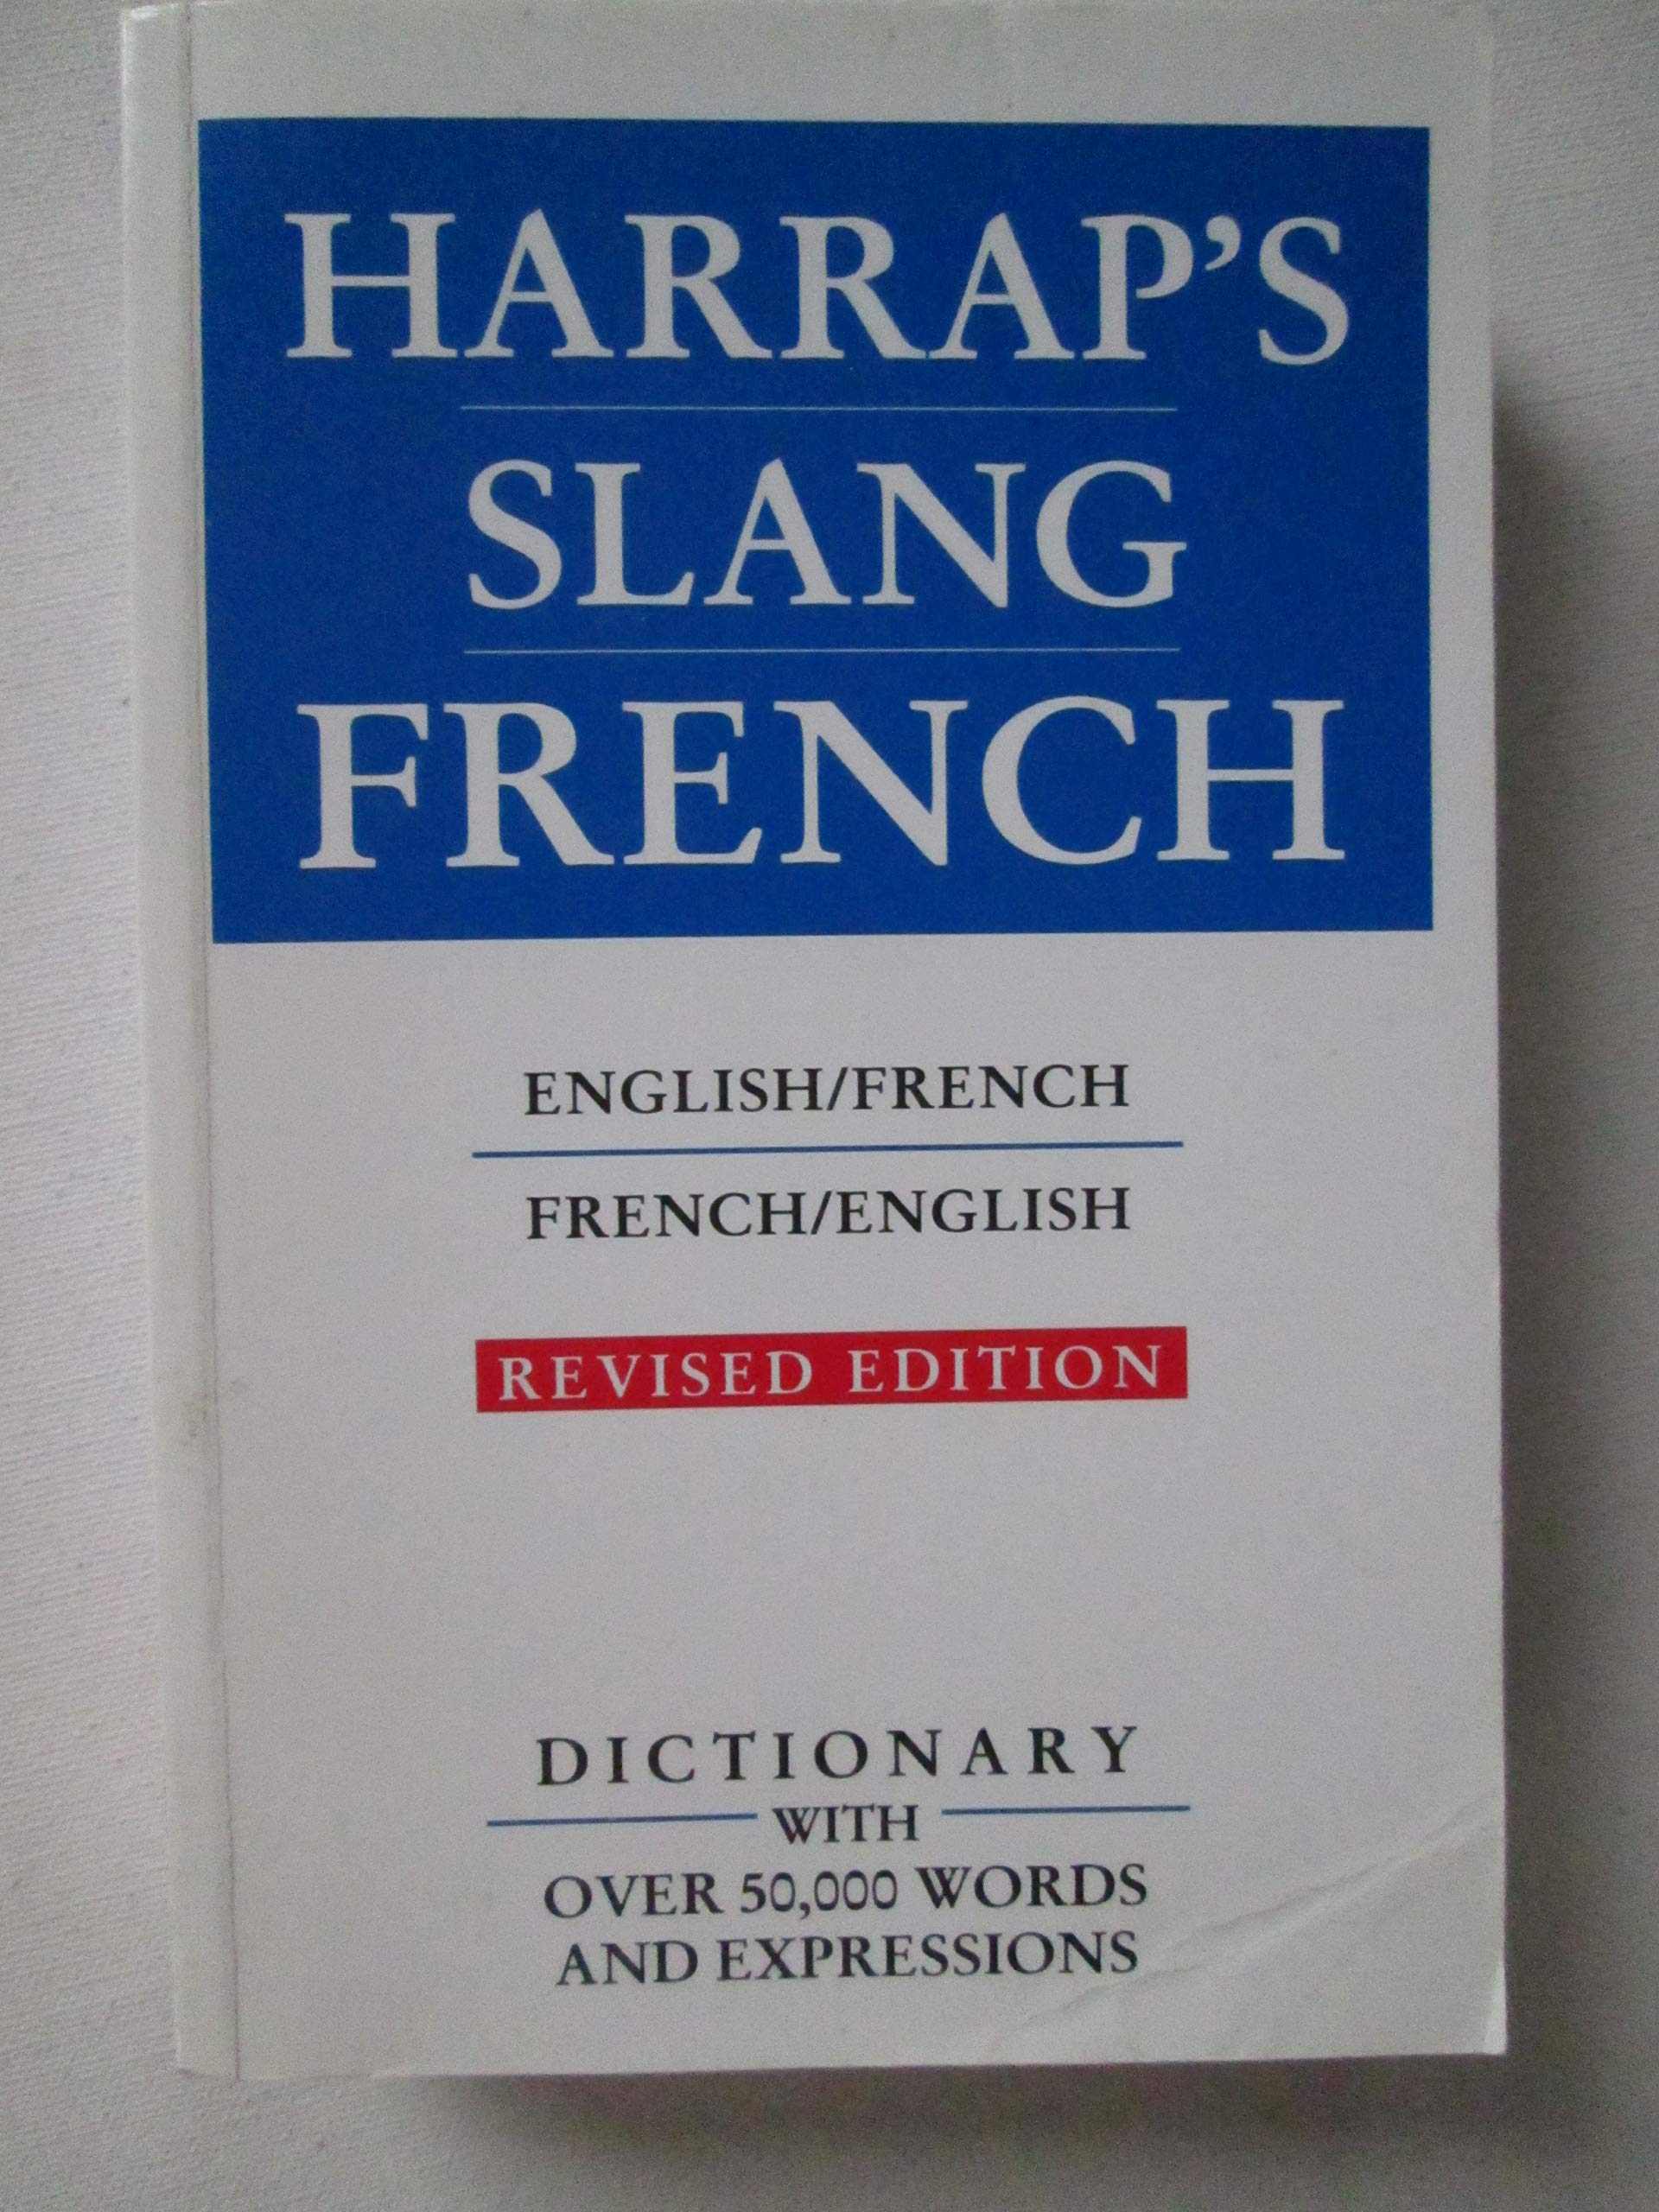 HARRAP'S
SLANG
FRENCH
ENGLISH/FRENCH
FRENCH/ENGLISH
REVISED EDITION
DICTIONARY
WITH
OVER 50,000 WORDS
AND EXPRESSIONS